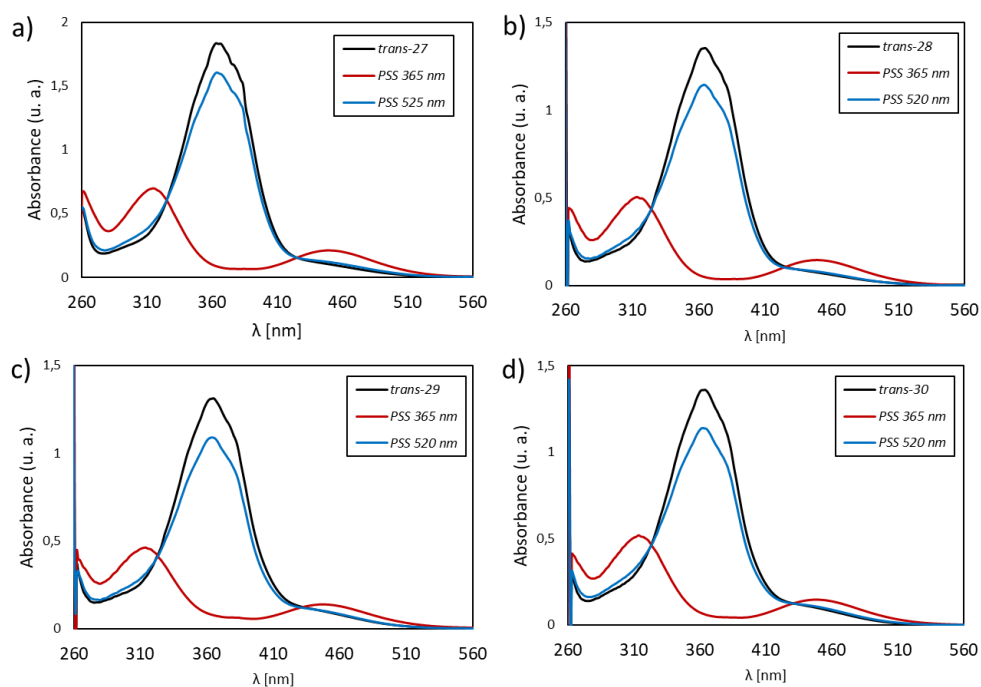 a)
2
1,5
1
0,5
0
Absorbance (u. a.)
trans-27
PSS 365 nm
PSS 525 nm
260 310 360 410 460 510 560
λ [nm]
b)
1,5
1
0,5
0
Absorbance (u. a.)
trans-28
PSS 365 nm
PSS 520 nm
260 310 360 410 460 510 560
λ [nm]
c)
1,5
1
0,5
0
Absorbance (u. a.)
trans-29
PSS 365 nm
PSS 520 nm
260 310 360 410 460 510 560
λ [nm]
d)
1,5
1
0,5
0
Absorbance (u. a.)
trans-30
PSS 365 nm
PSS 520 nm
260 310 360 410 460 510 560
λ [nm]